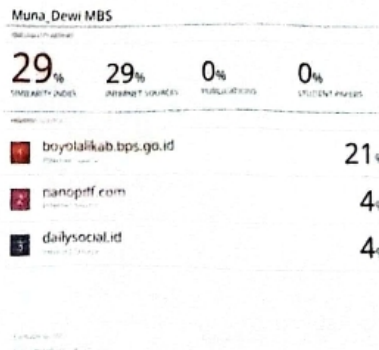 Muna_Dewi MBS
29%
29%
0%
0%
SIMILARITY INDEX
INTERNET SOURCES
PUBLICATIONS
STUDENT PAPERS
1
boyolalikab.bps.go.id
21%
2
nanopdf.com
4%
3
dailysocial.id
4%